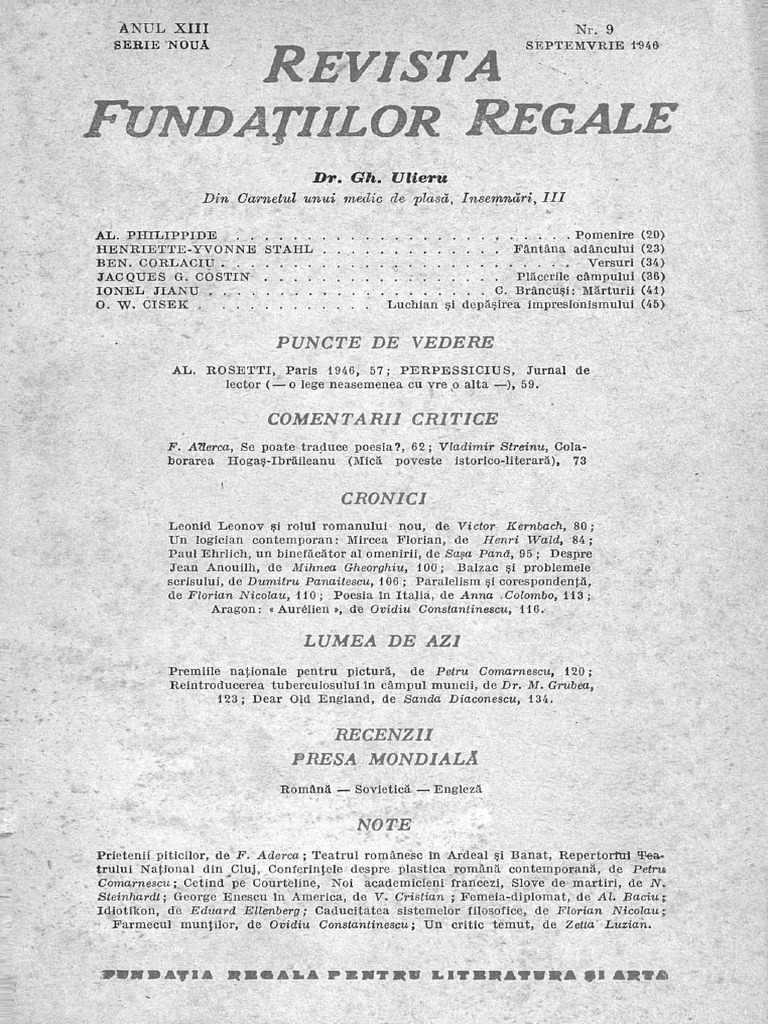 ANUL XIII
SERIE NOUĂ
Nr. 9
SEPTEMVRIE 1946
REVISTA
FUNDAŢIILOR REGALE
Dr. Gh. Ulieru
Din Carnetul unui medic de plasă, Insemnări, III
AL. PHILIPPIDE . . . . . . . . . . . . . . . . . . . . . . . . . Pomenire (20)
HENRIETTE-YVONNE STAHL . . . . . . . . . . . . . Fântâna adâncului (23)
BEN. CORLACIU . . . . . . . . . . . . . . . . . . . . . . . . . . Versuri (34)
JACQUES G. COSTIN . . . . . . . . . . . . . . . . . . Plăcerile câmpului (36)
IONEL JIANU . . . . . . . . . . . . . . . . . . . . C. Brâncuşi: Mărturii (41)
O. W. CISEK . . . . . . . . . . . . Luchian şi depăşirea impresionismului (45)
PUNCTE DE VEDERE
AL. ROSETTI, Paris 1946, 57; PERPESSICIUS, Jurnal de
lector (— o lege neasemenea cu vre o alta —), 59.
COMENTARII CRITICE
F. Aderca, Se poate traduce poesia?, 62; Vladimir Streinu, Cola-
borarea Hogaş-Ibrăileanu (Mică poveste istorico-literară), 73
CRONICI
Leonid Leonov şi rolul romanului nou, de Victor Kernbach, 80;
Un logician contemporan: Mircea Florian, de Henri Wald, 84;
Paul Ehrlich, un binefăcător al omenirii, de Saşa Pană, 95; Despre
Jean Anouilh, de Mihnea Gheorghiu, 100; Balzac şi problemele
scrisului, de Dumitru Panaitescu, 106; Paralelism şi corespondenţă,
de Florian Nicolau, 110; Poesia în Italia, de Anna Colombo, 113;
Aragon: « Aurélien », de Ovidiu Constantinescu, 116.
LUMEA DE AZI
Premiile naţionale pentru pictură, de Petru Comarnescu, 120;
Reintroducerea tuberculosului în câmpul muncii, de Dr. M. Grubea,
123; Dear Old England, de Sanda Diaconescu, 134.
RECENZII
PRESA MONDIALĂ
Română — Sovietică — Engleză
NOTE
Prietenii piticilor, de F. Aderca; Teatrul românesc în Ardeal şi Banat, Repertoriul Tea-
trului Naţional din Cluj, Conferinţele despre plastica română contemporană, de Petru
Comarnescu; Cetind pe Courteline, Noi academicieni francezi, Slove de martiri, de N.
Steinhardt; George Enescu în America, de V. Cristian; Femeia-diplomat, de Al. Baciu;
Idiotikon, de Eduard Ellenberg; Caducitatea sistemelor filosofice, de Florian Nicolau;
Farmecul munţilor, de Ovidiu Constantinescu; Un critic temut, de Zetta Luzian.
FUNDAŢIA REGALA PENTRU LITERATURA ŞI ARTA